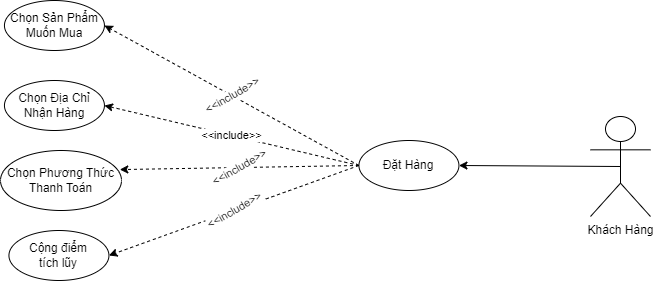 Chọn Sản Phẩm
Muốn Mua
<<include>>
Chọn Địa Chỉ
Nhận Hàng
<<include>>
Chọn Phương Thức
Thanh Toán
<<include>>
Đặt Hàng
Cộng điểm
tích lũy
<<include>>
Khách Hàng